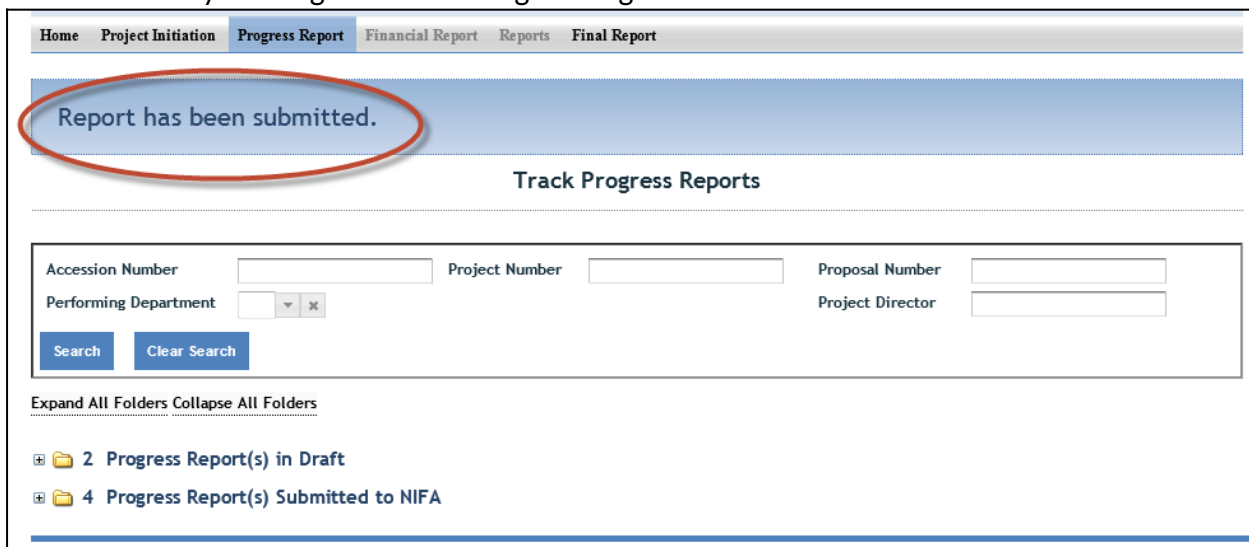 Home Project Initiation Progress Report Financial Report Reports Final Report
Report has been submitted.
Track Progress Reports
Accession Number Project Number Proposal Number
Performing Department Project Director
Search Clear Search
Expand All Folders Collapse All Folders
2 Progress Report(s) in Draft
4 Progress Report(s) Submitted to NIFA